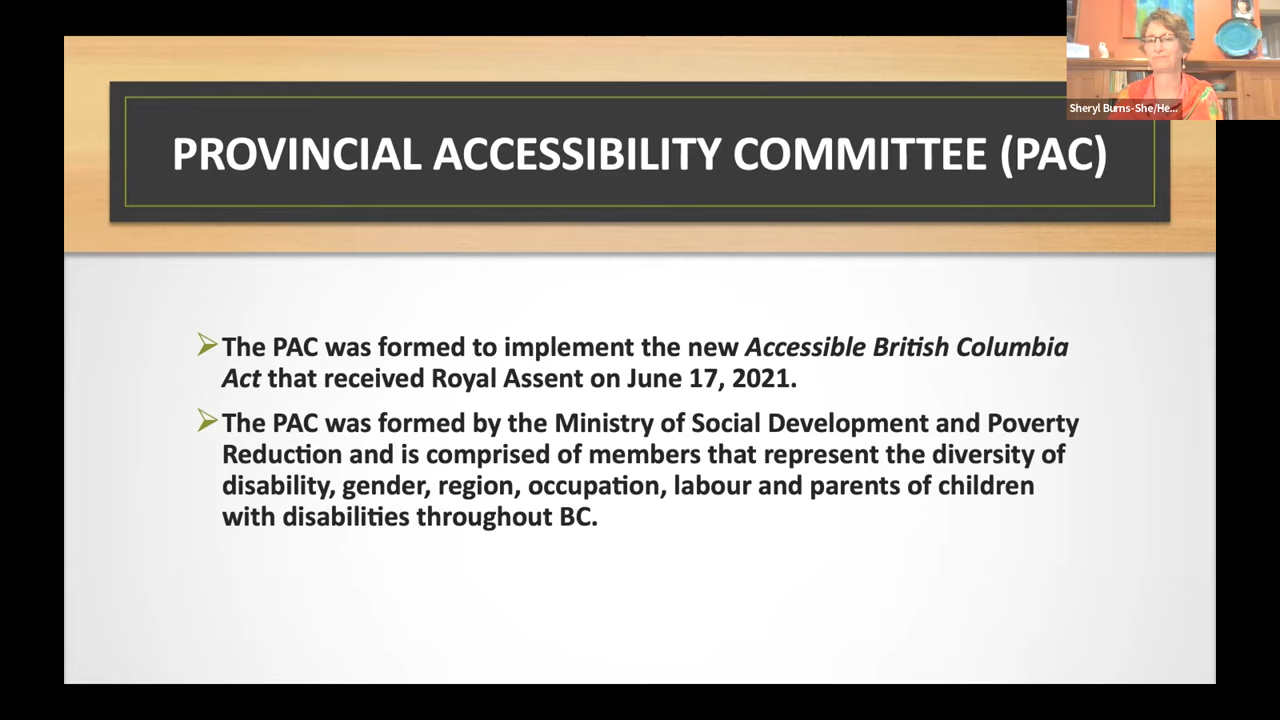 Sheryl Burns-She/He...
PROVINCIAL ACCESSIBILITY COMMITTEE (PAC)
The PAC was formed to implement the new Accessible British Columbia
Act that received Royal Assent on June 17, 2021.
The PAC was formed by the Ministry of Social Development and Poverty
Reduction and is comprised of members that represent the diversity of
disability, gender, region, occupation, labour and parents of children
with disabilities throughout BC.